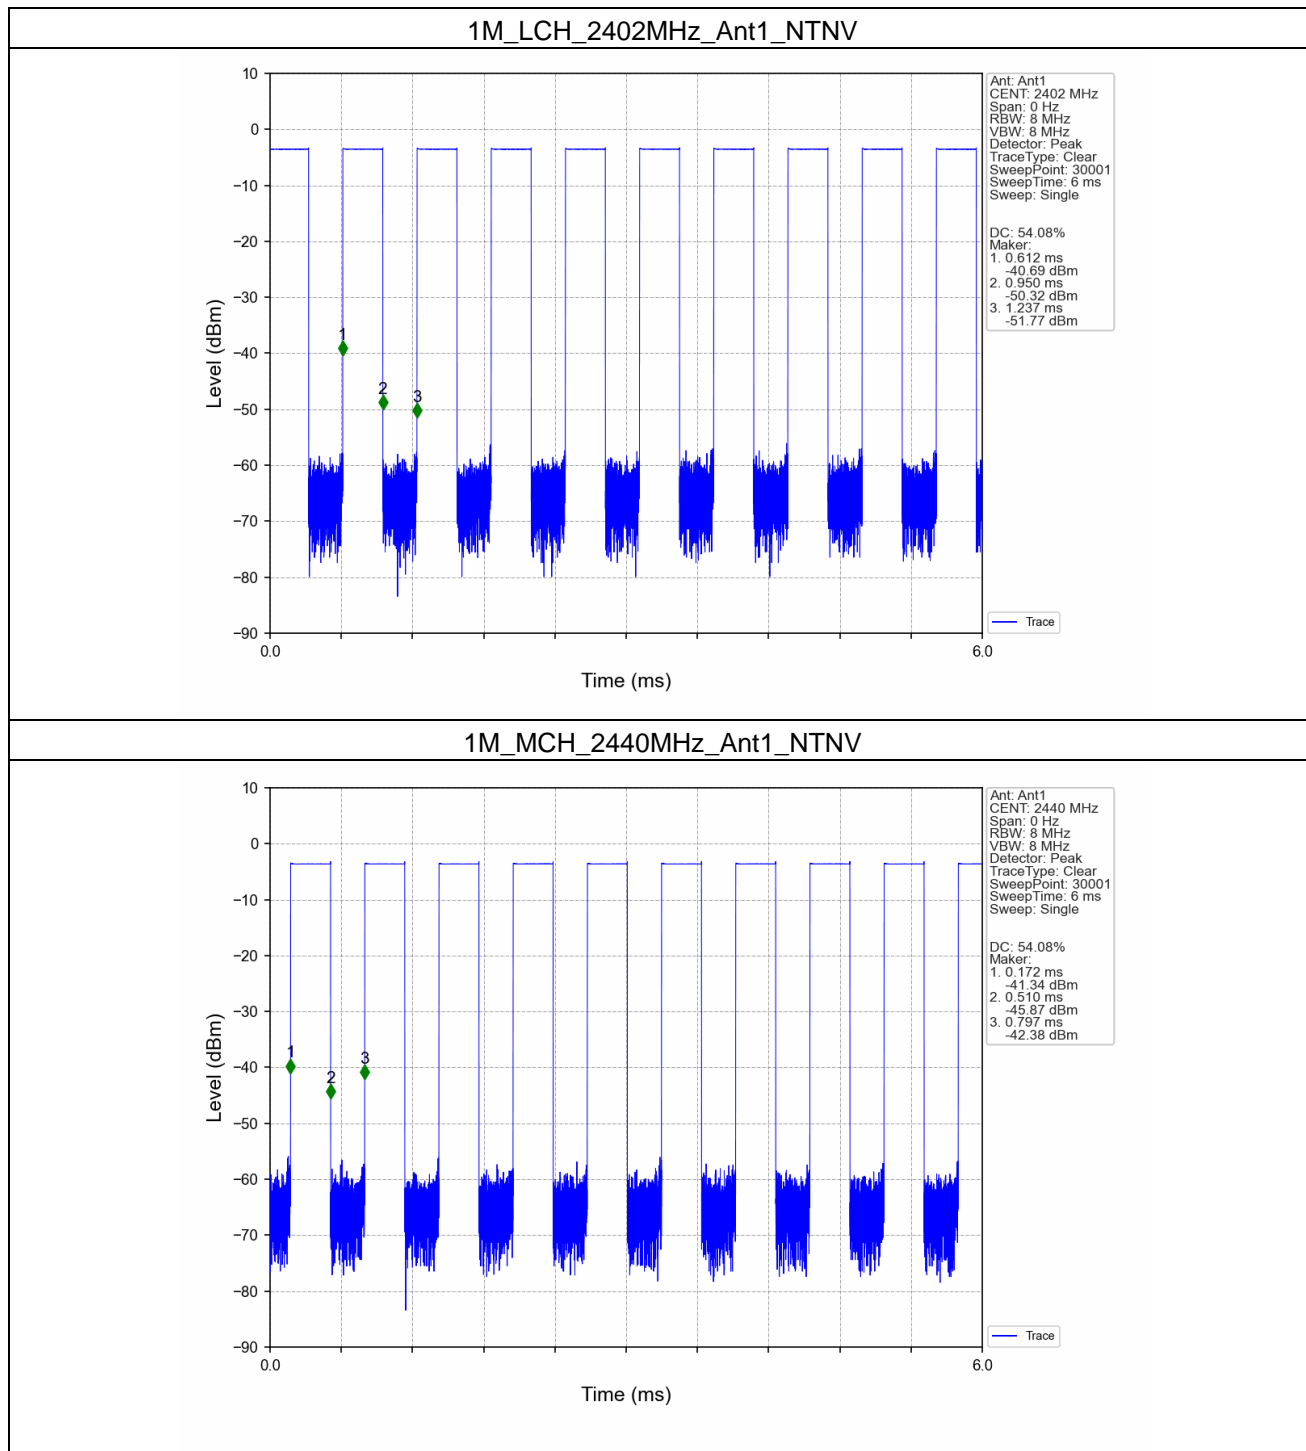 1M_LCH_2402MHz_Ant1_NTNV
10
0
−10
−20
−30
−40
−50
−60
−70
−80
−90
Level (dBm)
1
2
3
0.0
6.0
Time (ms)
Ant: Ant1
CENT: 2402 MHz
Span: 0 Hz
RBW: 8 MHz
VBW: 8 MHz
Detector: Peak
TraceType: Clear
SweepPoint: 30001
SweepTime: 6 ms
Sweep: Single
DC: 54.08%
Maker:
1. 0.612 ms
-40.69 dBm
2. 0.950 ms
-50.32 dBm
3. 1.237 ms
-51.77 dBm
Trace
1M_MCH_2440MHz_Ant1_NTNV
10
0
−10
−20
−30
−40
−50
−60
−70
−80
−90
Level (dBm)
1
2
3
0.0
6.0
Time (ms)
Ant: Ant1
CENT: 2440 MHz
Span: 0 Hz
RBW: 8 MHz
VBW: 8 MHz
Detector: Peak
TraceType: Clear
SweepPoint: 30001
SweepTime: 6 ms
Sweep: Single
DC: 54.08%
Maker:
1. 0.172 ms
-41.34 dBm
2. 0.510 ms
-45.87 dBm
3. 0.797 ms
-42.38 dBm
Trace